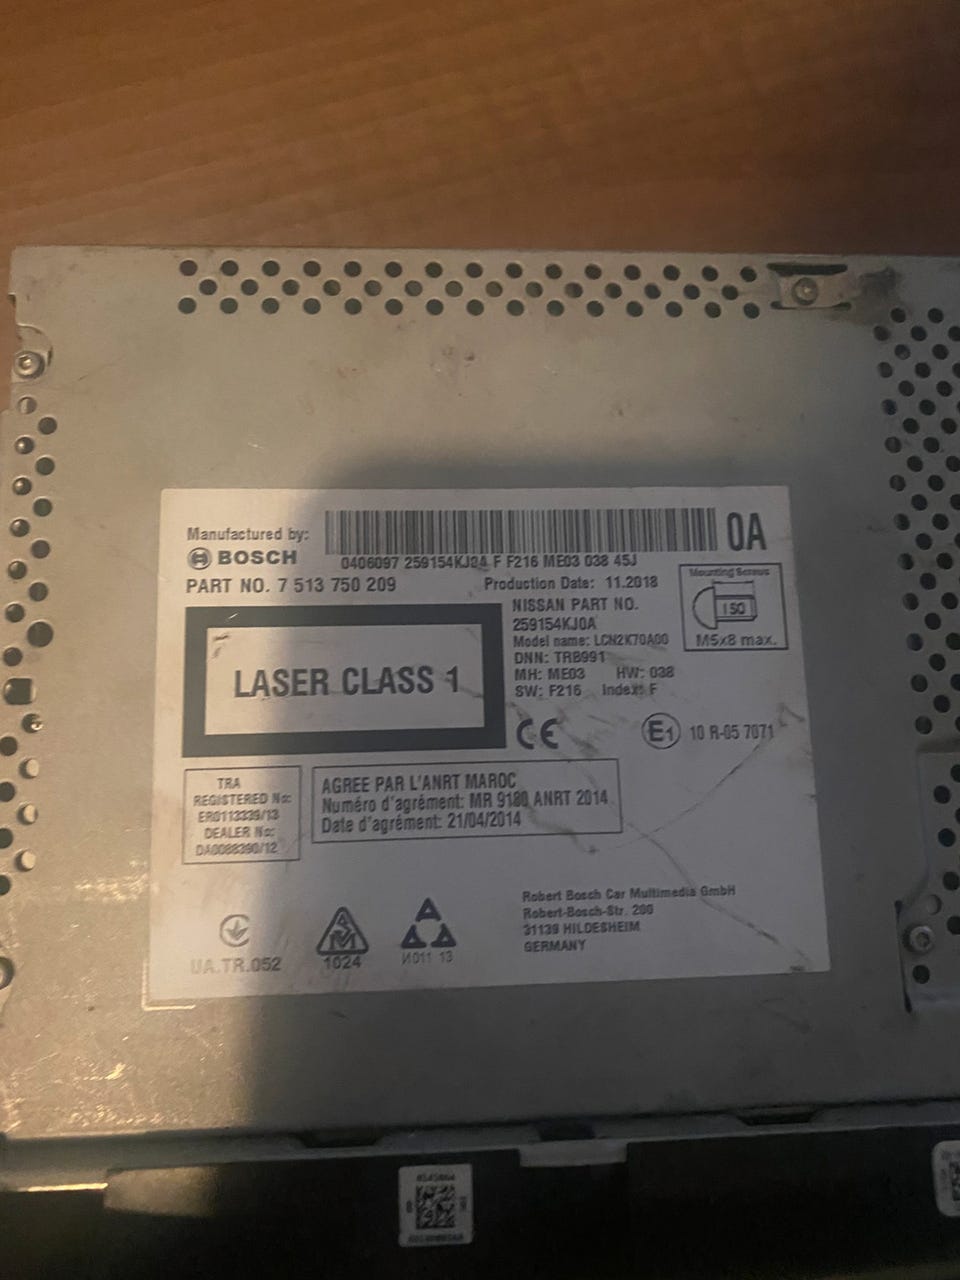 Manufactured by:
BOSCH
0A
0406097 259154KJ0A F F216 ME03 038 45J
PART NO. 7 513 750 209
Production Date: 11.2018
Mounting Screws
ISO
M5x8 max.
NISSAN PART NO.
259154KJ0A
Model name: LCN2K70A00
DNN: TRB991
MH: ME03 HW: 038
SW: F216 Index: F
LASER CLASS 1
CE
E1 10 R-05 7071
TRA
REGISTERED No:
ER0113339/13
DEALER No:
DA0088390/12
AGREE PAR L'ANRT MAROC
Numéro d'agrément: MR 9180 ANRT 2014
Date d'agrément: 21/04/2014
Robert Bosch Car Multimedia GmbH
Robert-Bosch-Str. 200
31139 HILDESHEIM
GERMANY
UA.TR.052
1024
И011 13